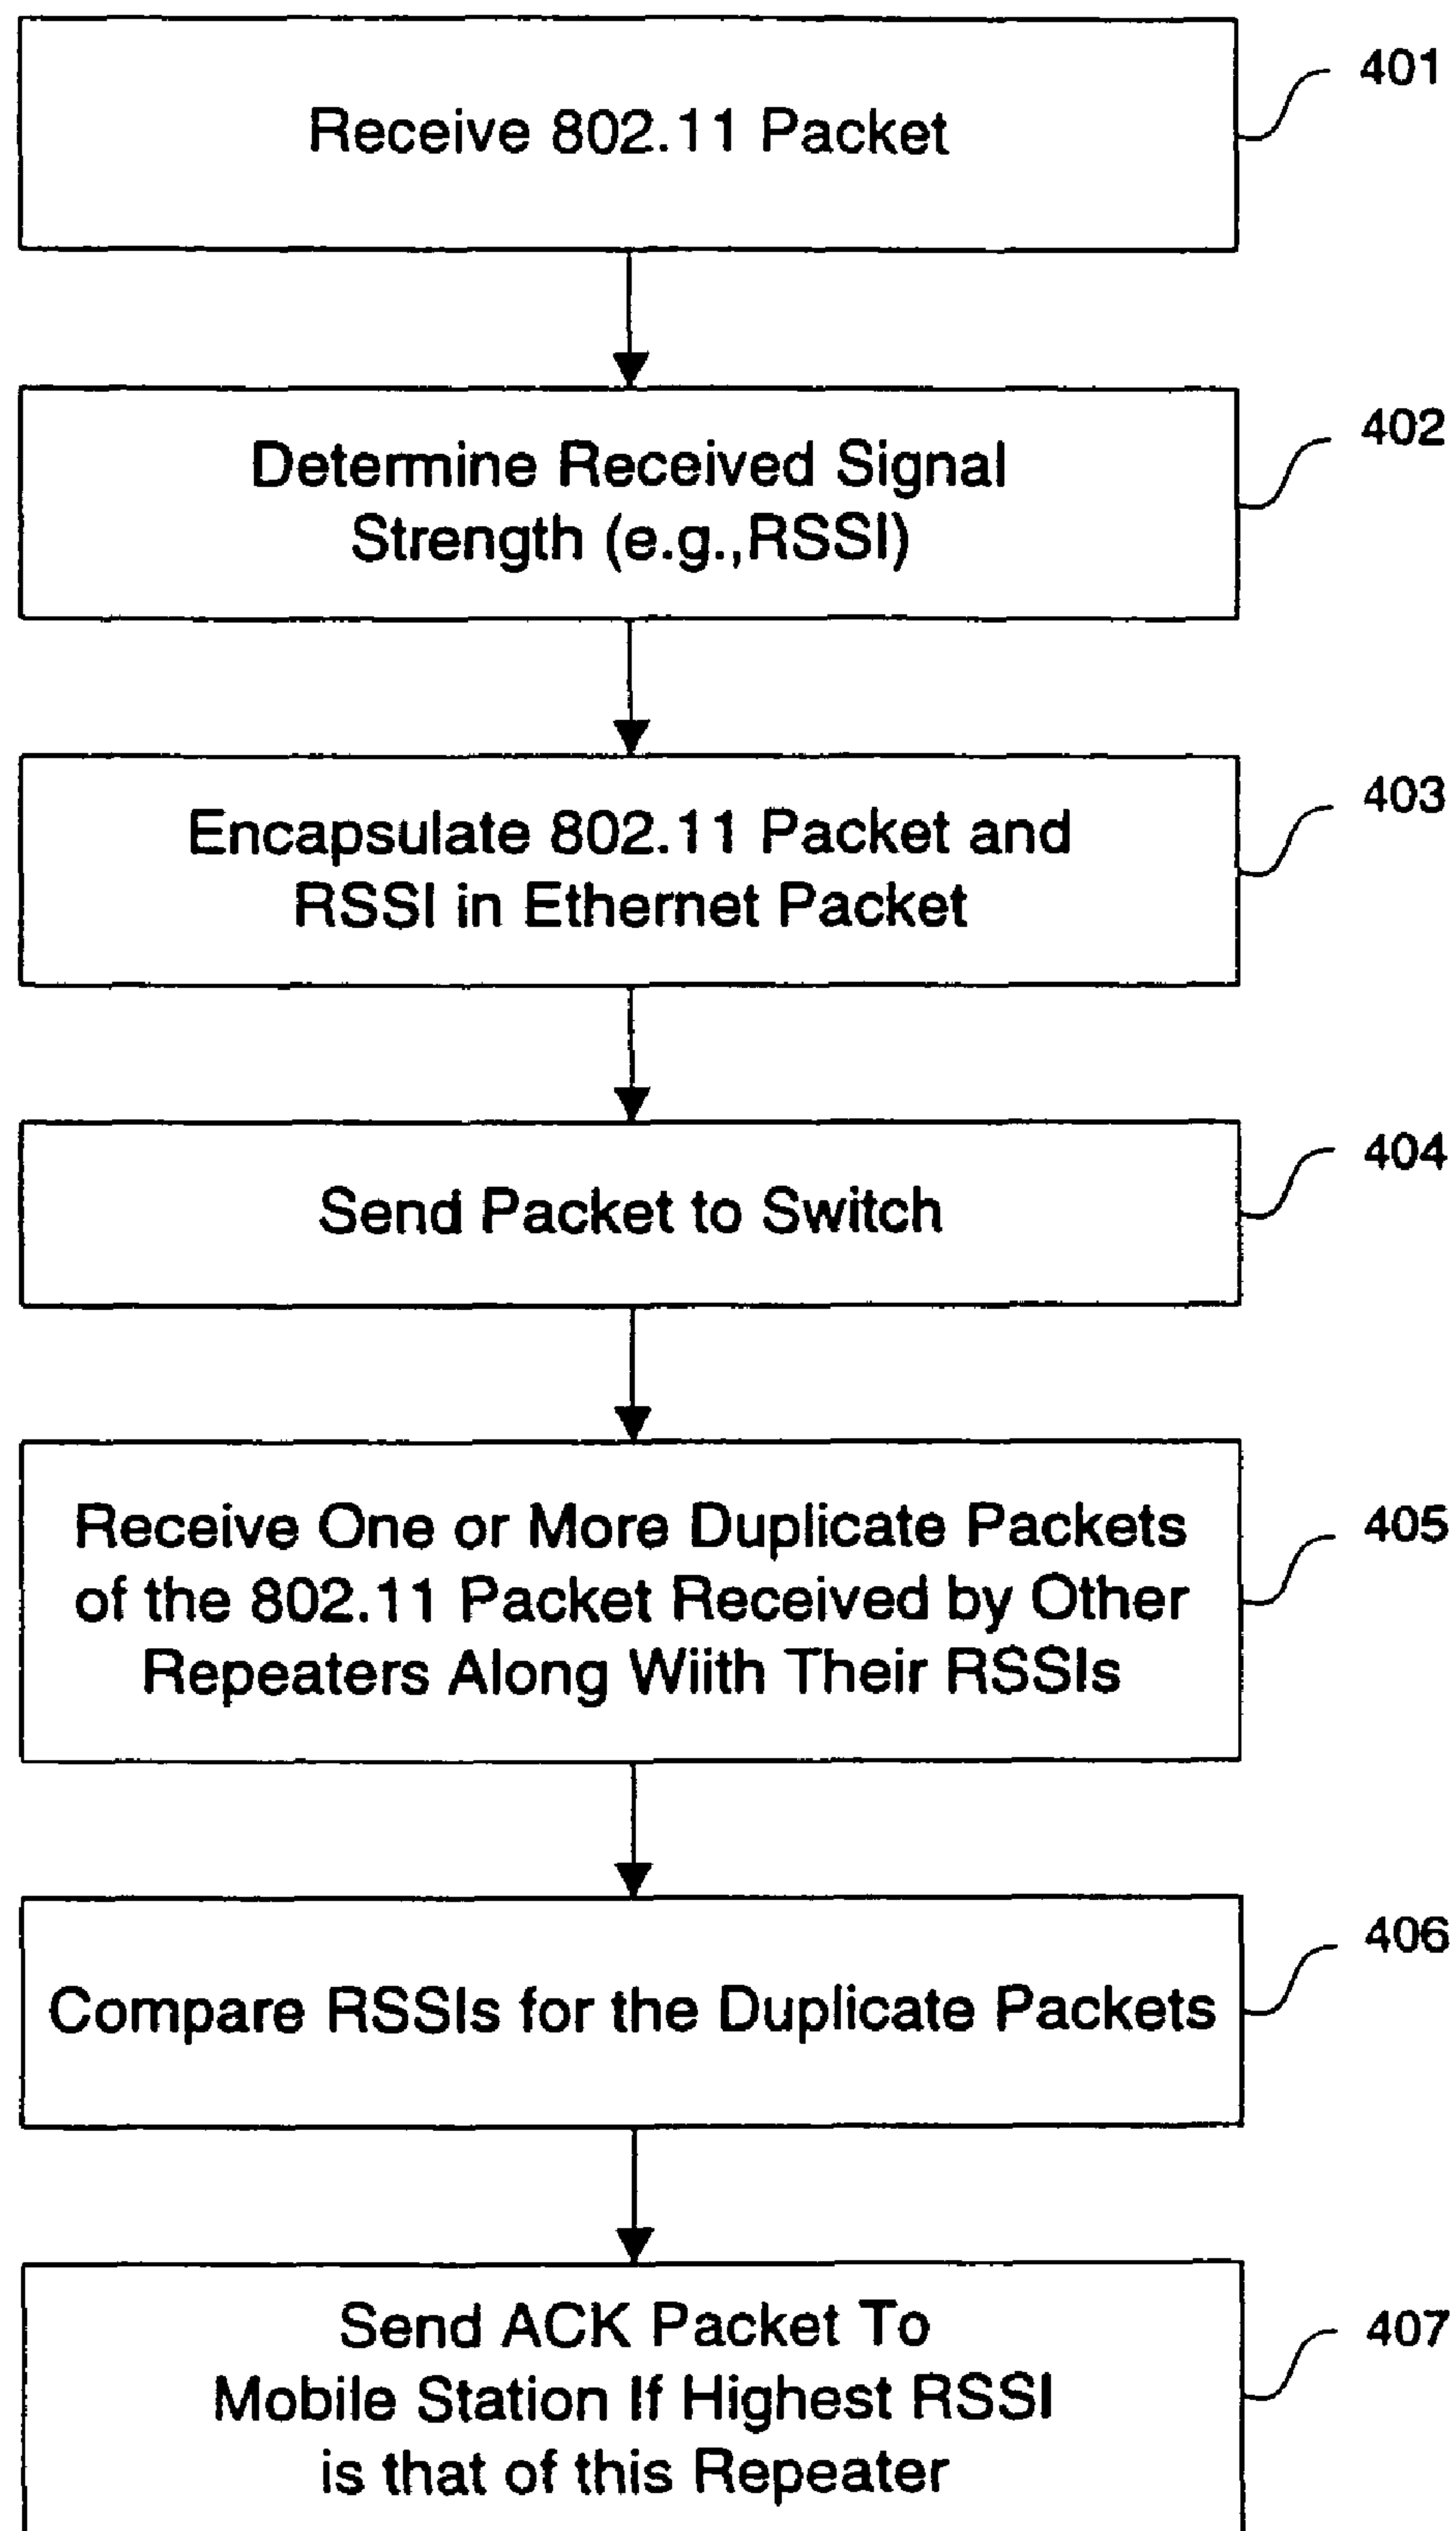 Receive 802.11 Packet
401
Determine Received Signal
Strength (e.g.,RSSI)
402
Encapsulate 802.11 Packet and
RSSI in Ethernet Packet
403
Send Packet to Switch
404
Receive One or More Duplicate Packets
of the 802.11 Packet Received by Other
Repeaters Along Wiith Their RSSIs
405
Compare RSSIs for the Duplicate Packets
406
Send ACK Packet To
Mobile Station If Highest RSSI
is that of this Repeater
407